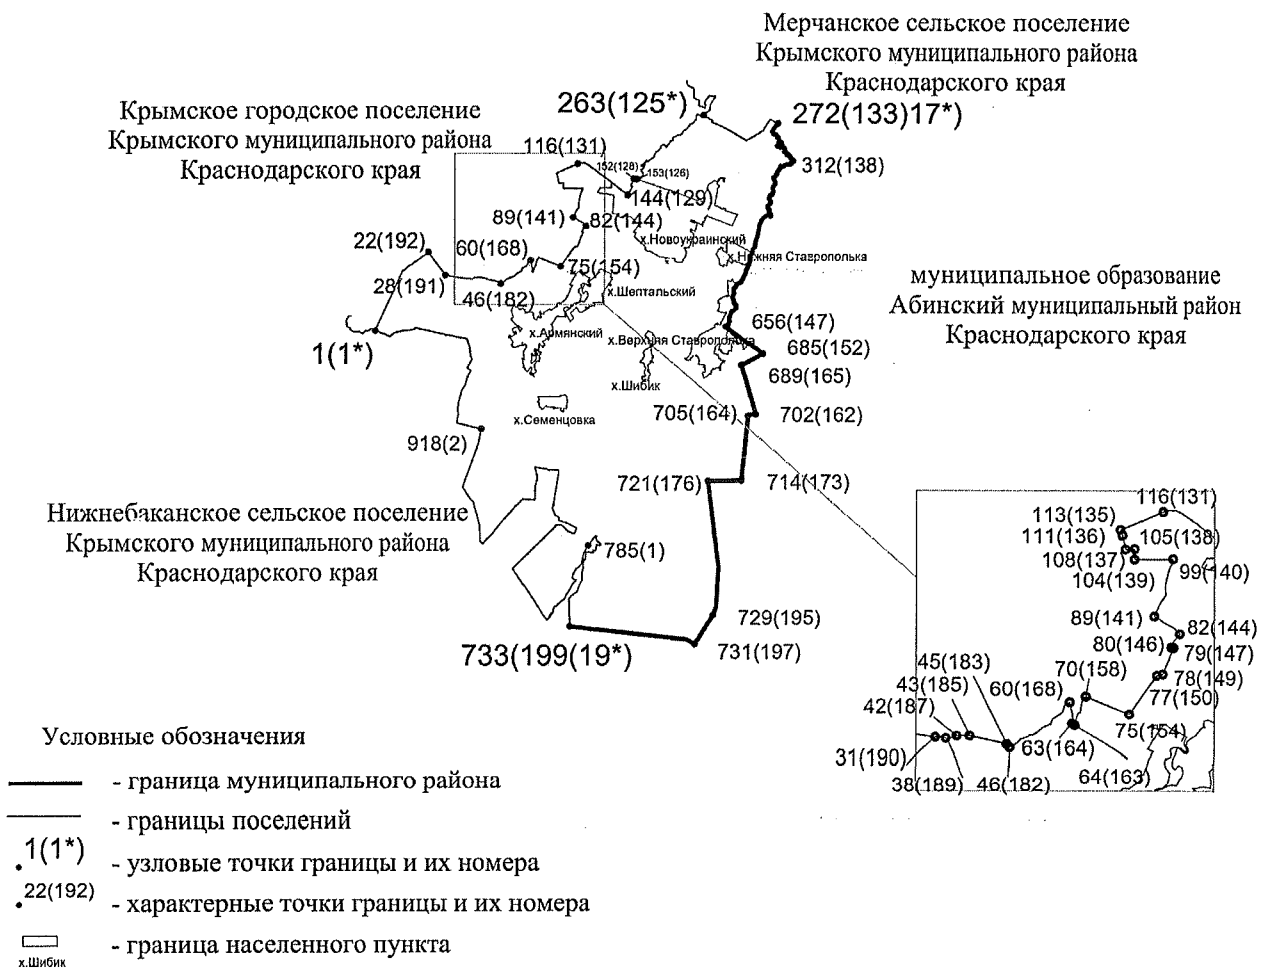 Мерчанское сельское поселение
Крымского муниципального района
Краснодарского края
Крымское городское поселение
Крымского муниципального района
Краснодарского края
263(125*)
272(133)17*)
116(131)
152(128)
153(126)
312(138)
144(129)
89(141)
82(144)
22(192)
60(168)
х.Новоукраинский
х.Нижняя Ставрополька
28(191)
75(154)
46(182)
х.Шептальский
муниципальное образование
Абинский муниципальный район
Краснодарского края
656(147)
1(1*)
х.Армянский
х.Верхняя Ставрополька
685(152)
689(165)
х.Шибик
705(164)
702(162)
х.Семенцовка
918(2)
721(176)
714(173)
Нижнебаканское сельское поселение
Крымского муниципального района
Краснодарского края
785(1)
729(195)
733(199(19*)
731(197)
116(131)
113(135)
111(136)
105(138)
108(137)
99(140)
104(139)
89(141)
82(144)
80(146)
79(147)
45(183)
70(158)
78(149)
43(185)
60(168)
77(150)
42(187)
75(154)
63(164)
31(190)
64(163)
38(189)
46(182)
Условные обозначения
- граница муниципального района
- границы поселений
1(1*)
- узловые точки границы и их номера
22(192)
- характерные точки границы и их номера
- граница населенного пункта
х.Шибик